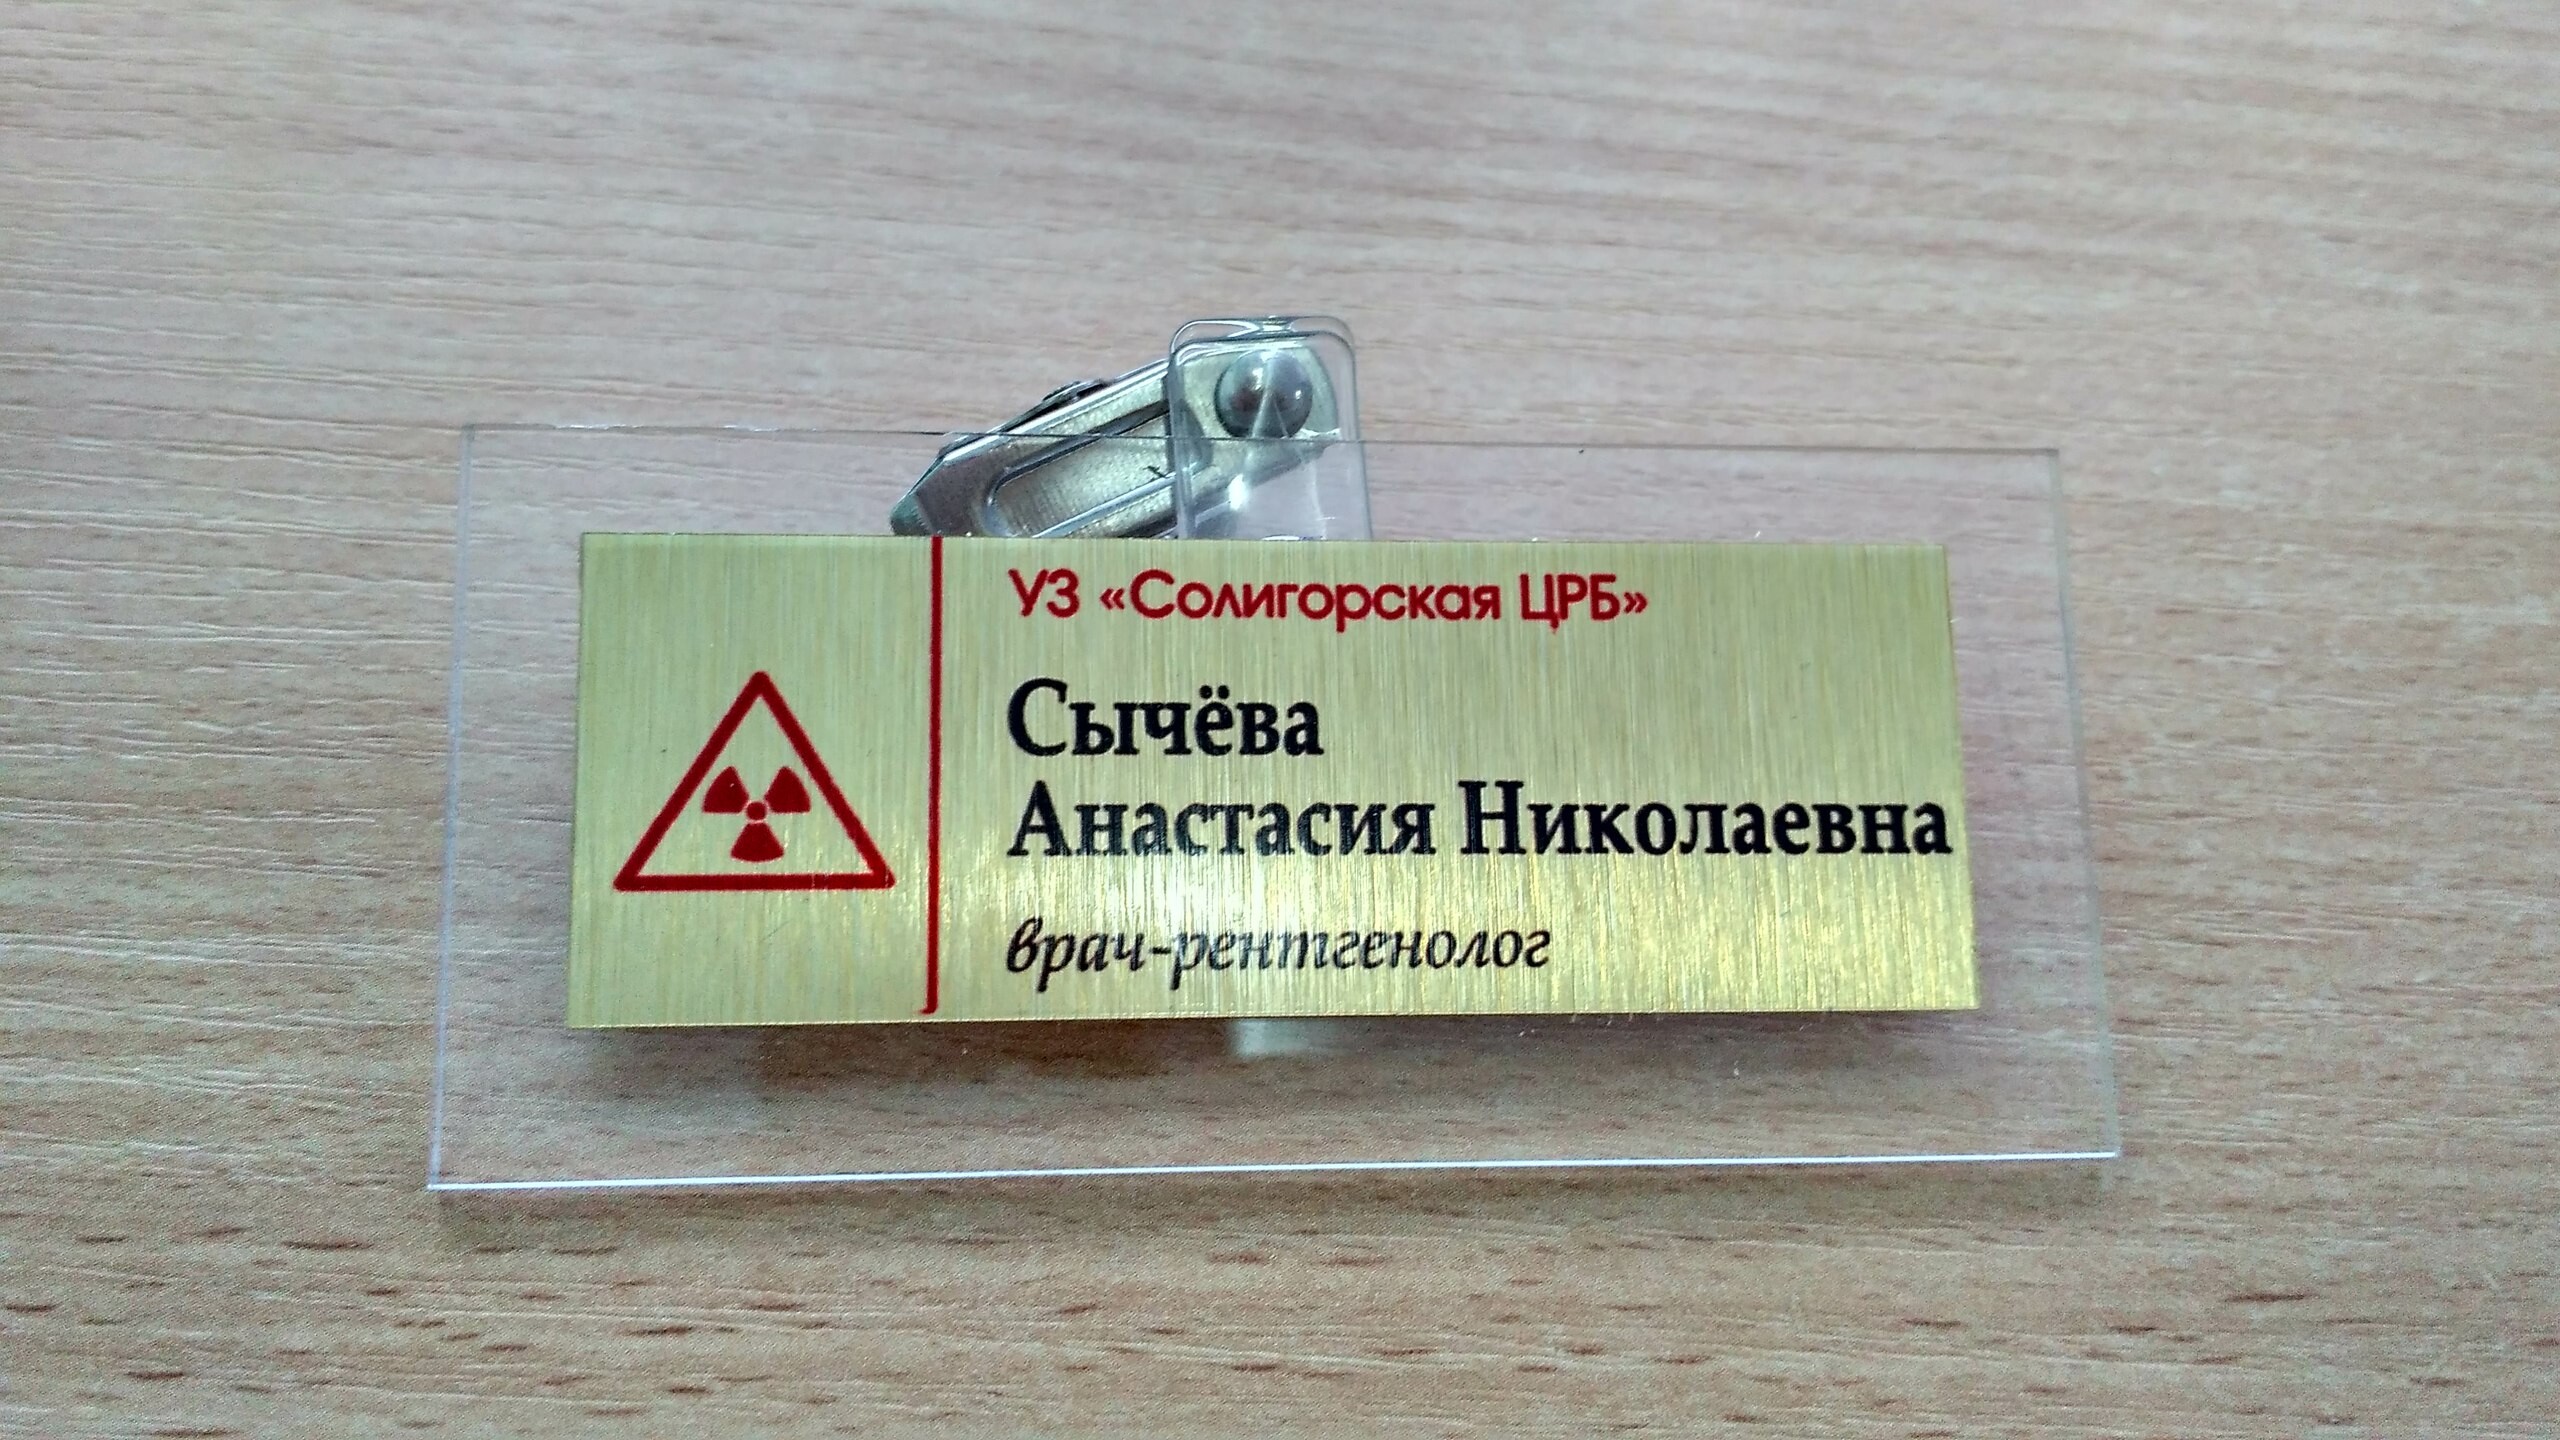 УЗ «Солигорская ЦРБ»
Сычёва
Анастасия Николаевна
врач-рентгенолог